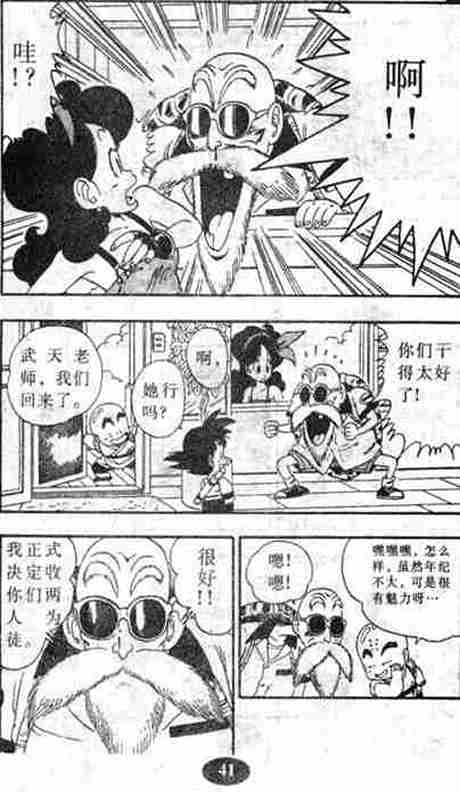 啊
!!
哇?
!
你们干
得太好
了!
啊，
她行
吗?
武天老
师，我们
回来了。
嘿嘿嘿，怎么
样，虽然年纪
不太，可是很
有魅力呀…
嗯!
嗯!
很
好
!!
我正式
决定收
你们两
人为
徒。
41